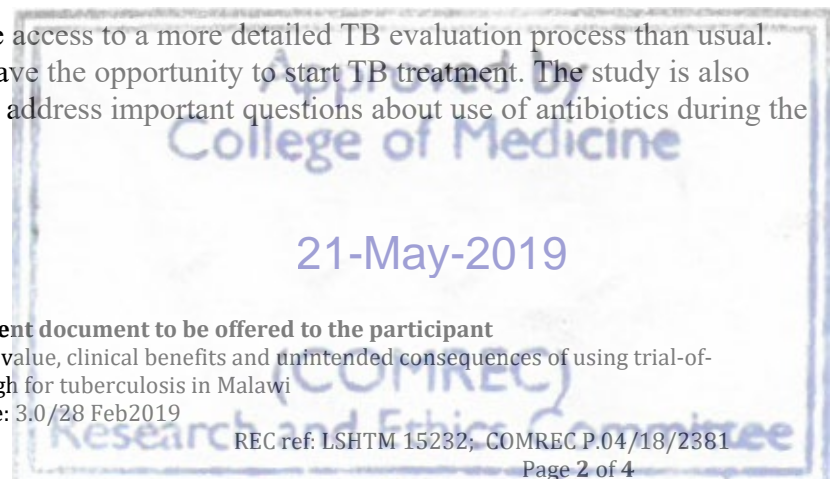 e access to a more detailed TB evaluation process than usual.
ave the opportunity to start TB treatment. The study is also
address important questions about use of antibiotics during the
Approved by
College of Medicine
21-May-2019
(COMREC)
Research and Ethics Committee
ent document to be offered to the participant
value, clinical benefits and unintended consequences of using trial-of-
gh for tuberculosis in Malawi
e: 3.0/28 Feb2019
REC ref: LSHTM 15232; COMREC P.04/18/2381
Page 2 of 4